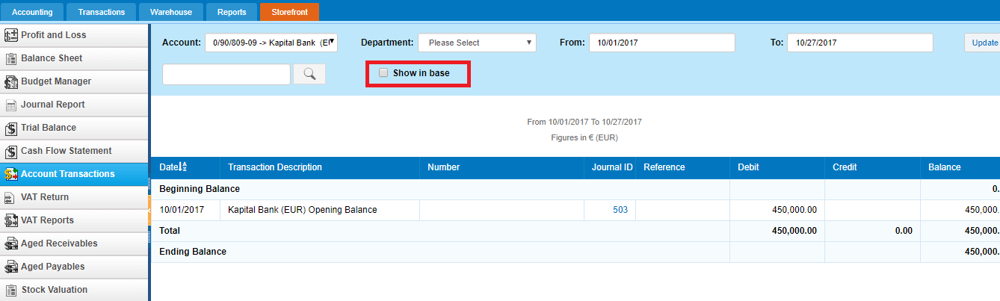 Accounting Transactions Warehouse Reports Storefront
Profit and Loss
Balance Sheet
Budget Manager
Journal Report
Trial Balance
Cash Flow Statement
Account Transactions
VAT Return
VAT Reports
Aged Receivables
Aged Payables
Stock Valuation
Account: 0/90/809-09 -> Kapital Bank (EI Department: Please Select From: 10/01/2017 To: 10/27/2017 Update
Show in base
From 10/01/2017 To 10/27/2017
Figures in € (EUR)
Date Transaction Description Number Journal ID Reference Debit Credit Balance
Beginning Balance 0.
10/01/2017 Kapital Bank (EUR) Opening Balance 503 450,000.00 450,000.
Total 450,000.00 0.00 450,000.
Ending Balance 450,000.